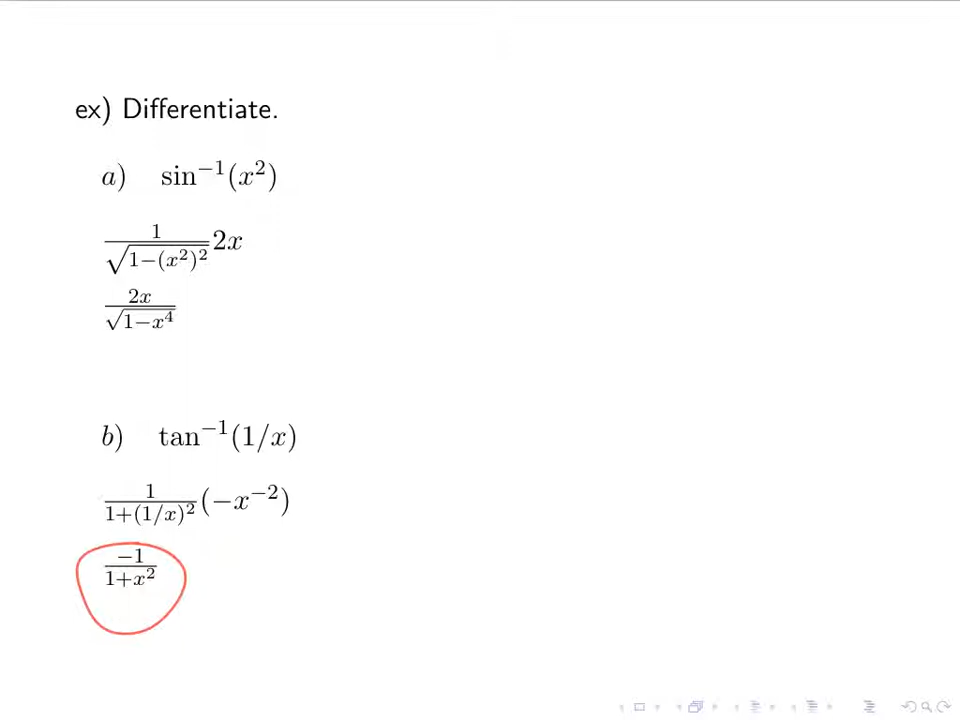 ex) Differentiate.
a) sin⁻¹(x²)
1/√(1−(x²)²) 2x
2x/√(1−x⁴)
b) tan⁻¹(1/x)
1/(1+(1/x)²) (−x⁻²)
−1/(1+x²)